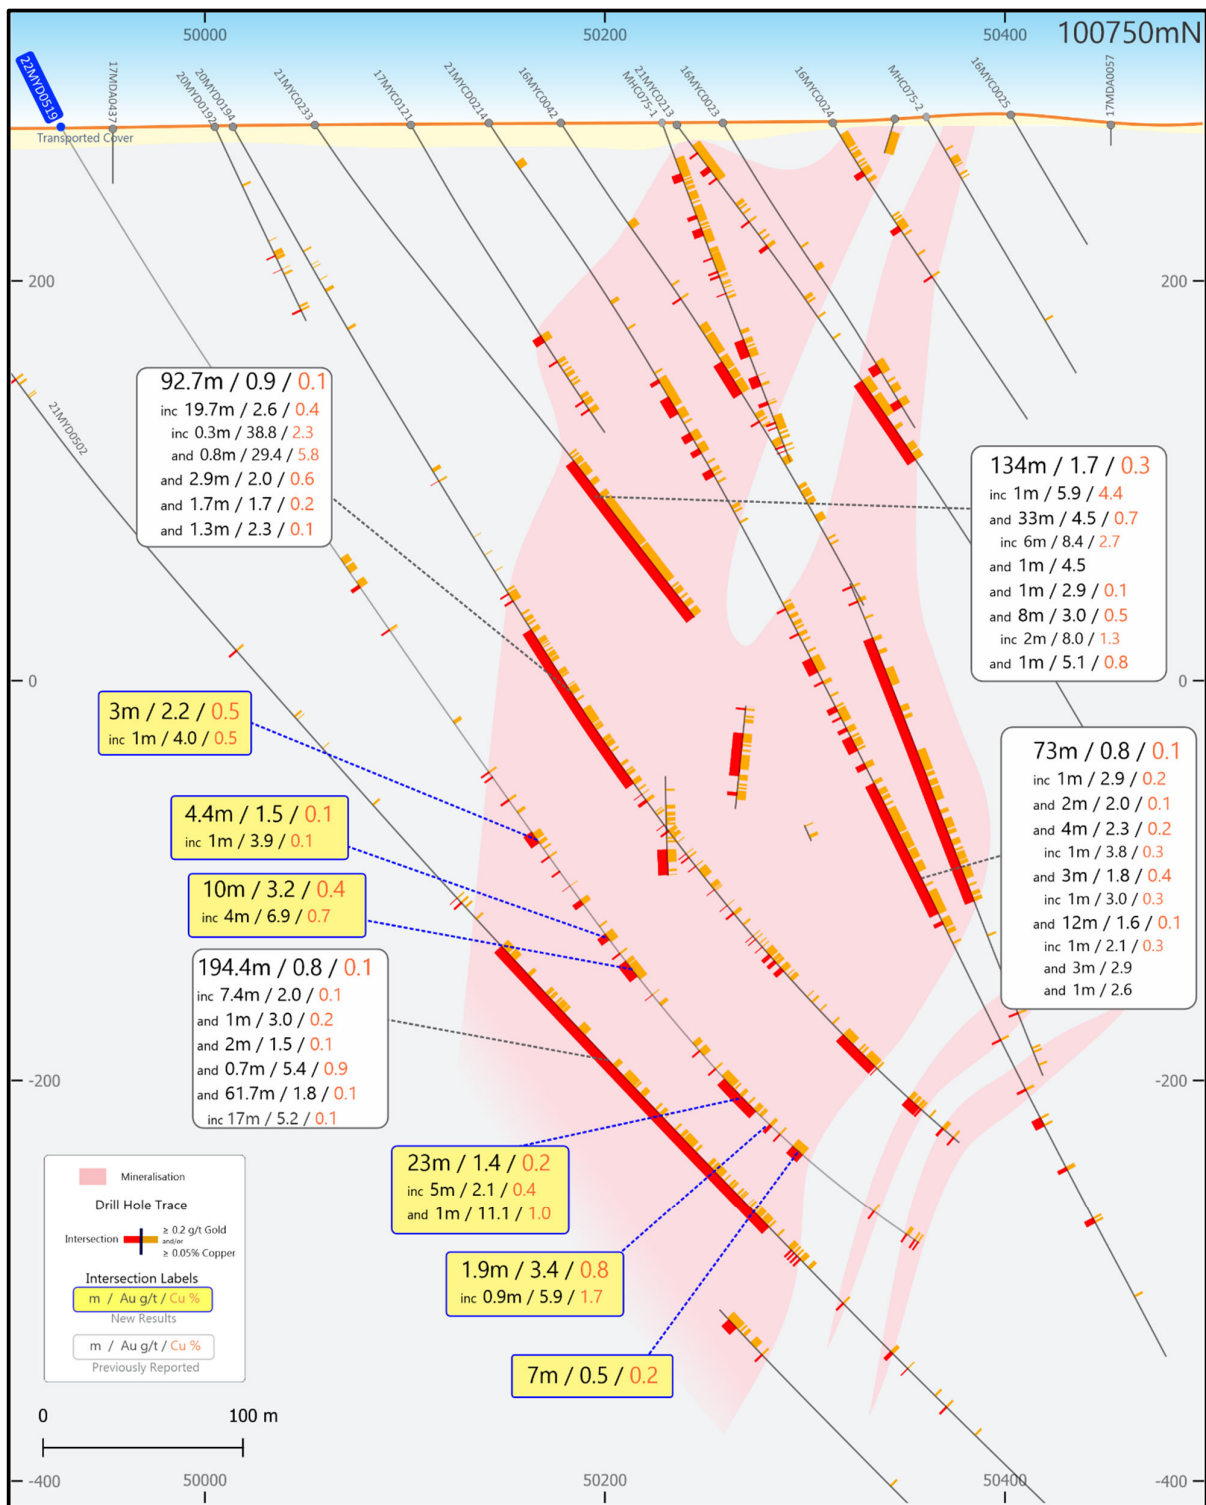 50000
50200
50400
100750mN
22MYD0519
17MDA0437
20MYD0192
20MYD0194
21MYC0233
17MYC0121
21MYCD0214
16MYC0042
MHC075-1
21MYC0213
16MYC0023
16MYC0024
MHC075-2
16MYC0025
17MDA0057
Transported Cover
200
200
21MYD0502
92.7m / 0.9 / 0.1
inc 19.7m / 2.6 / 0.4
inc 0.3m / 38.8 / 2.3
and 0.8m / 29.4 / 5.8
and 2.9m / 2.0 / 0.6
and 1.7m / 1.7 / 0.2
and 1.3m / 2.3 / 0.1
134m / 1.7 / 0.3
inc 1m / 5.9 / 4.4
and 33m / 4.5 / 0.7
inc 6m / 8.4 / 2.7
and 1m / 4.5
and 1m / 2.9 / 0.1
and 8m / 3.0 / 0.5
inc 2m / 8.0 / 1.3
and 1m / 5.1 / 0.8
0
0
3m / 2.2 / 0.5
inc 1m / 4.0 / 0.5
73m / 0.8 / 0.1
inc 1m / 2.9 / 0.2
and 2m / 2.0 / 0.1
and 4m / 2.3 / 0.2
inc 1m / 3.8 / 0.3
and 3m / 1.8 / 0.4
inc 1m / 3.0 / 0.3
and 12m / 1.6 / 0.1
inc 1m / 2.1 / 0.3
and 3m / 2.9
and 1m / 2.6
4.4m / 1.5 / 0.1
inc 1m / 3.9 / 0.1
10m / 3.2 / 0.4
inc 4m / 6.9 / 0.7
194.4m / 0.8 / 0.1
inc 7.4m / 2.0 / 0.1
and 1m / 3.0 / 0.2
and 2m / 1.5 / 0.1
and 0.7m / 5.4 / 0.9
and 61.7m / 1.8 / 0.1
inc 17m / 5.2 / 0.1
-200
-200
23m / 1.4 / 0.2
inc 5m / 2.1 / 0.4
and 1m / 11.1 / 1.0
1.9m / 3.4 / 0.8
inc 0.9m / 5.9 / 1.7
7m / 0.5 / 0.2
Mineralisation
Drill Hole Trace
Intersection
≥ 0.2 g/t Gold
and/or
≥ 0.05% Copper
Intersection Labels
m / Au g/t / Cu %
New Results
m / Au g/t / Cu %
Previously Reported
0
100 m
-400
50000
50200
50400
-400